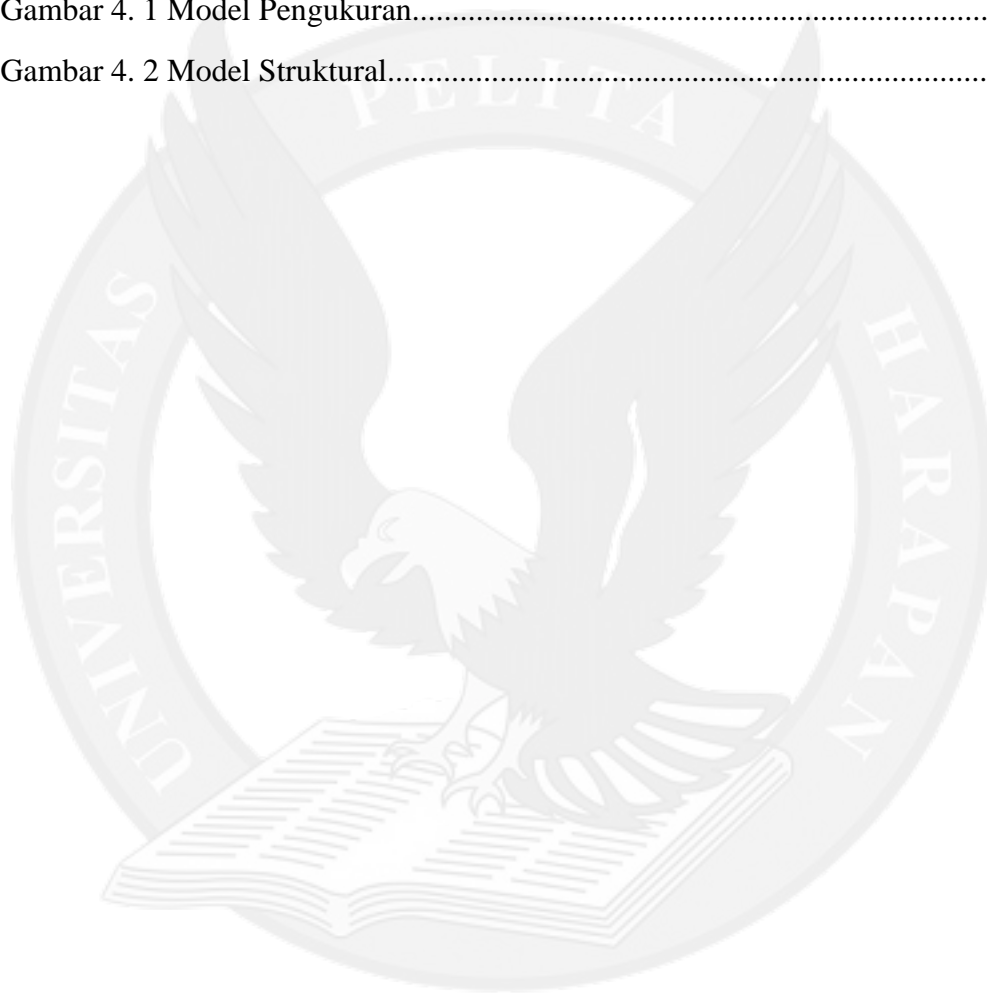 Gambar 4. 1 Model Pengukuran..........................................................................
Gambar 4. 2 Model Struktural.............................................................................
UNIVERSITAS PELITA HARAPAN